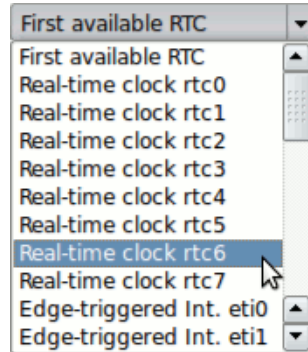 First available RTC
First available RTC
Real-time clock rtc0
Real-time clock rtc1
Real-time clock rtc2
Real-time clock rtc3
Real-time clock rtc4
Real-time clock rtc5
Real-time clock rtc6
Real-time clock rtc7
Edge-triggered Int. eti0
Edge-triggered Int. eti1